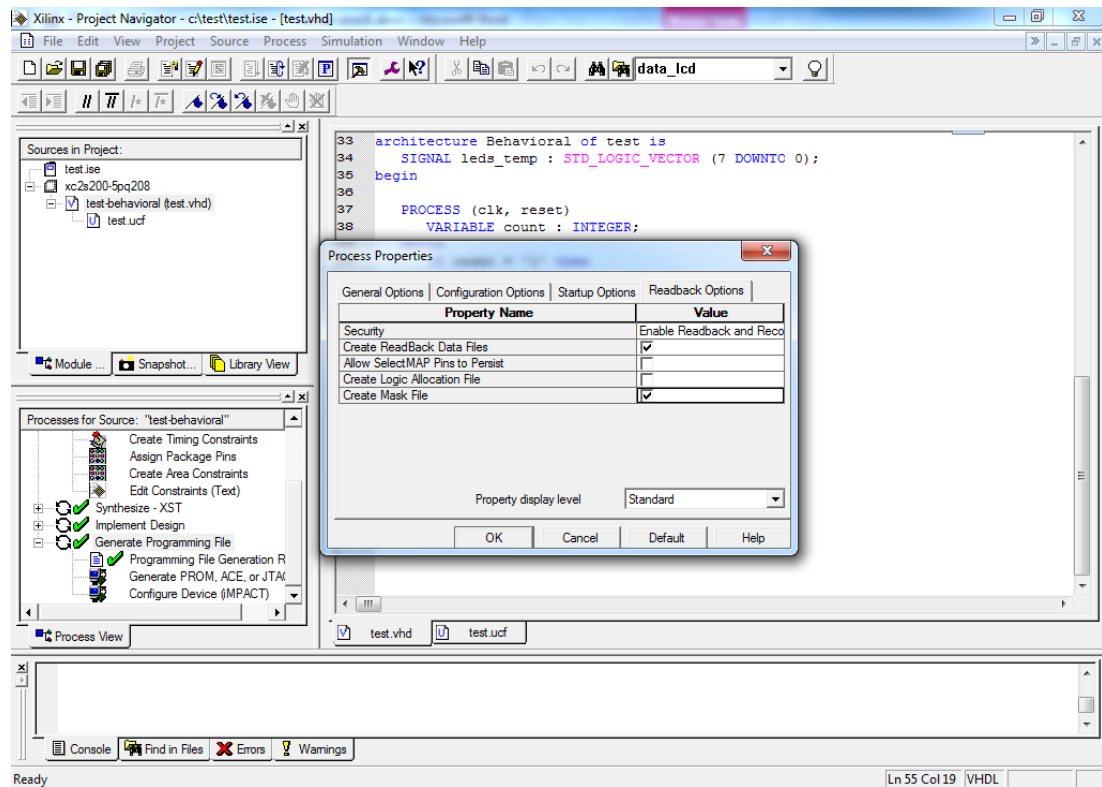 Xilinx - Project Navigator - c:\test\test.ise - [test.vhd]
File Edit View Project Source Process Simulation Window Help
data_lcd
Sources in Project:
test.ise
xc2s200-5pq208
test-behavioral (test.vhd)
test.ucf
Module ... Snapshot... Library View
Processes for Source: "test-behavioral"
Create Timing Constraints
Assign Package Pins
Create Area Constraints
Edit Constraints (Text)
Synthesize - XST
Implement Design
Generate Programming File
Programming File Generation R
Generate PROM, ACE, or JTA
Configure Device (iMPACT)
Process View
33 architecture Behavioral of test is
34 SIGNAL leds_temp : STD_LOGIC_VECTOR (7 DOWNTO 0);
35 begin
36
37 PROCESS (clk, reset)
38 VARIABLE count : INTEGER;
Process Properties
General Options Configuration Options Startup Options Readback Options
Property Name Value
Security Enable Readback and Reco
Create ReadBack Data Files
Allow SelectMAP Pins to Persist
Create Logic Allocation File
Create Mask File
Property display level Standard
OK Cancel Default Help
test.vhd test.ucf
Console Find in Files Errors Warnings
Ready Ln 55 Col 19 VHDL